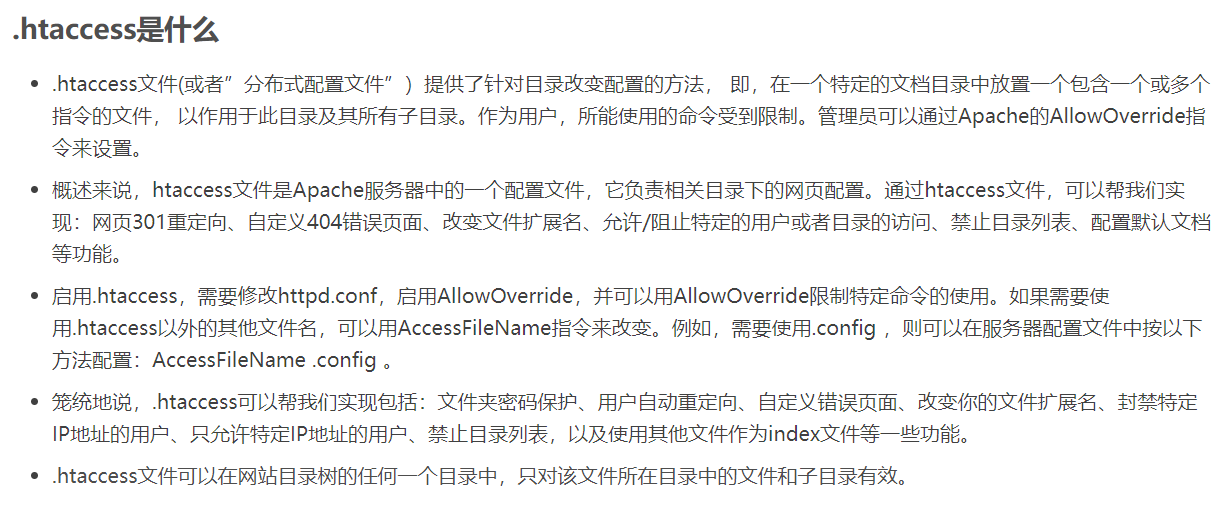 .htaccess是什么
• .htaccess文件(或者”分布式配置文件”）提供了针对目录改变配置的方法， 即，在一个特定的文档目录中放置一个包含一个或多个
指令的文件， 以作用于此目录及其所有子目录。作为用户，所能使用的命令受到限制。管理员可以通过Apache的AllowOverride指
令来设置。
• 概述来说，htaccess文件是Apache服务器中的一个配置文件，它负责相关目录下的网页配置。通过htaccess文件，可以帮我们实
现：网页301重定向、自定义404错误页面、改变文件扩展名、允许/阻止特定的用户或者目录的访问、禁止目录列表、配置默认文档
等功能。
• 启用.htaccess，需要修改httpd.conf，启用AllowOverride，并可以用AllowOverride限制特定命令的使用。如果需要使
用.htaccess以外的其他文件名，可以用AccessFileName指令来改变。例如，需要使用.config ，则可以在服务器配置文件中按以下
方法配置：AccessFileName .config 。
• 笼统地说，.htaccess可以帮我们实现包括：文件夹密码保护、用户自动重定向、自定义错误页面、改变你的文件扩展名、封禁特定
IP地址的用户、只允许特定IP地址的用户、禁止目录列表，以及使用其他文件作为index文件等一些功能。
• .htaccess文件可以在网站目录树的任何一个目录中，只对该文件所在目录中的文件和子目录有效。